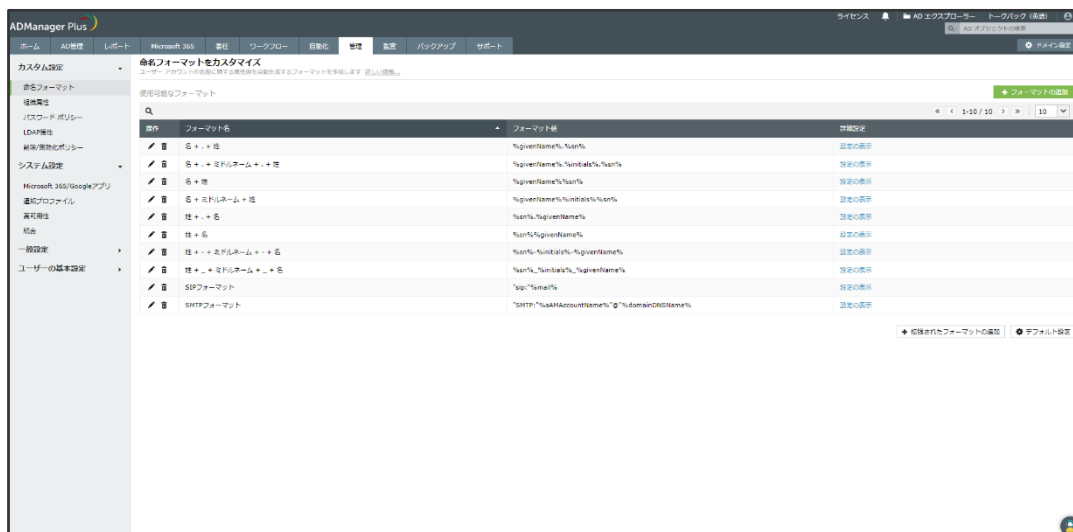 ライセンス AD エクスプローラー トークバック (英語)
ADManager Plus
AD オブジェクトの検索
ホーム AD管理 レポート Microsoft 365 委任 ワークフロー 自動化 管理 監査 バックアップ サポート ドメイン設定
カスタム設定
命名フォーマット
組織属性
パスワード ポリシー
LDAP属性
削除/無効化ポリシー
システム設定
Microsoft 365/Googleアプリ
通知プロファイル
高可用性
統合
一般設定
ユーザーの基本設定
命名フォーマットをカスタマイズ
ユーザー アカウントの名前に関する属性値を自動生成するフォーマットを作成します 詳しい情報...
使用可能なフォーマット
+ フォーマットの追加
1-10 / 10 10
操作 フォーマット名 フォーマット値 詳細設定
名 + . + 姓 %givenName%.%sn% 設定の表示
名 + . + ミドルネーム + . + 姓 %givenName%.%initials%.%sn% 設定の表示
名 + 姓 %givenName%%sn% 設定の表示
名 + ミドルネーム + 姓 %givenName%%initials%%sn% 設定の表示
姓 + . + 名 %sn%.%givenName% 設定の表示
姓 + 名 %sn%%givenName% 設定の表示
姓 + - + ミドルネーム + - + 名 %sn%-%initials%-%givenName% 設定の表示
姓 + _ + ミドルネーム + _ + 名 %sn%_%initials%_%givenName% 設定の表示
SIPフォーマット "sip:"%mail% 設定の表示
SMTPフォーマット "SMTP:"%sAMAccountName%"@"%domainDNSName% 設定の表示
+ 拡張されたフォーマットの追加 デフォルト設定